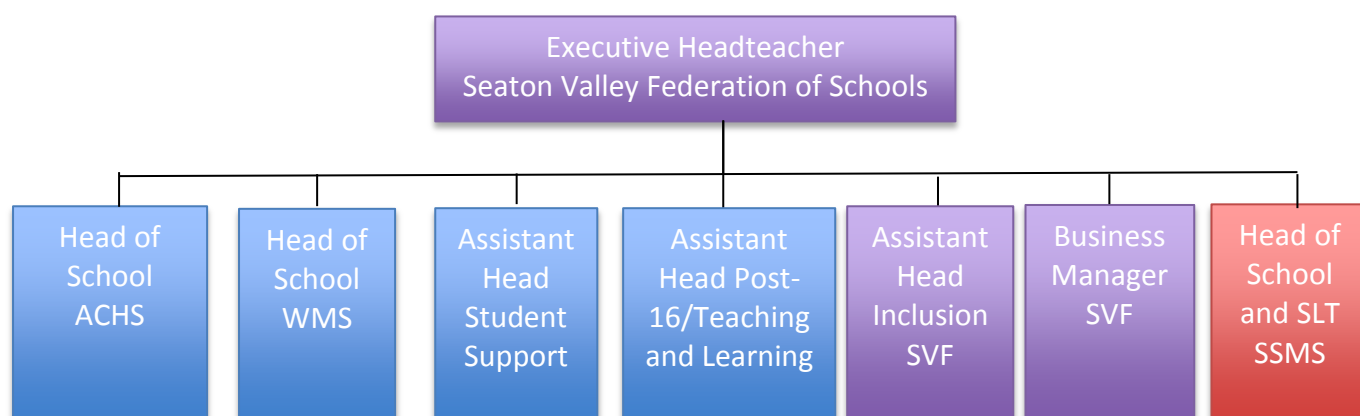 Executive Headteacher
Seaton Valley Federation of Schools
Head of
School
ACHS
Head of
School
WMS
Assistant
Head
Student
Support
Assistant
Head Post-
16/Teaching
and Learning
Assistant
Head
Inclusion
SVF
Business
Manager
SVF
Head of
School
and SLT
SSMS